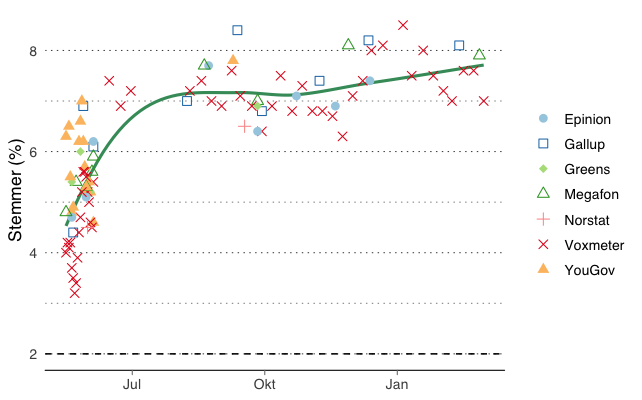 Stemmer (%)
8
6
4
2
Jul
Okt
Jan
Epinion
Gallup
Greens
Megafon
Norstat
Voxmeter
YouGov